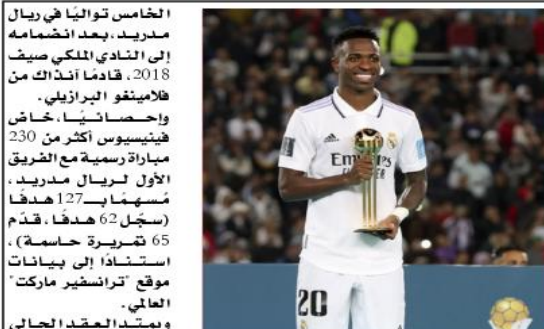 الخامس تواليًا في ريال
مدريد، بعد انضمامه
إلى النادي الملكي صيف
2018، قادمًا آنذاك من
فلامينغو البرازيلي.
وإحصائيًا، خاض
فينيسيوس أكثر من 230
مباراة رسمية مع الفريق
الأول لريال مدريد،
مُسهمًا بـ127 هدفًا
(سجّل 62 هدفًا، قدّم
65 تمريرة حاسمة)،
استنادًا إلى بيانات
موقع "ترانسفير ماركت"
العالمي.
ويمتد العقد الحالي
Emirates
20